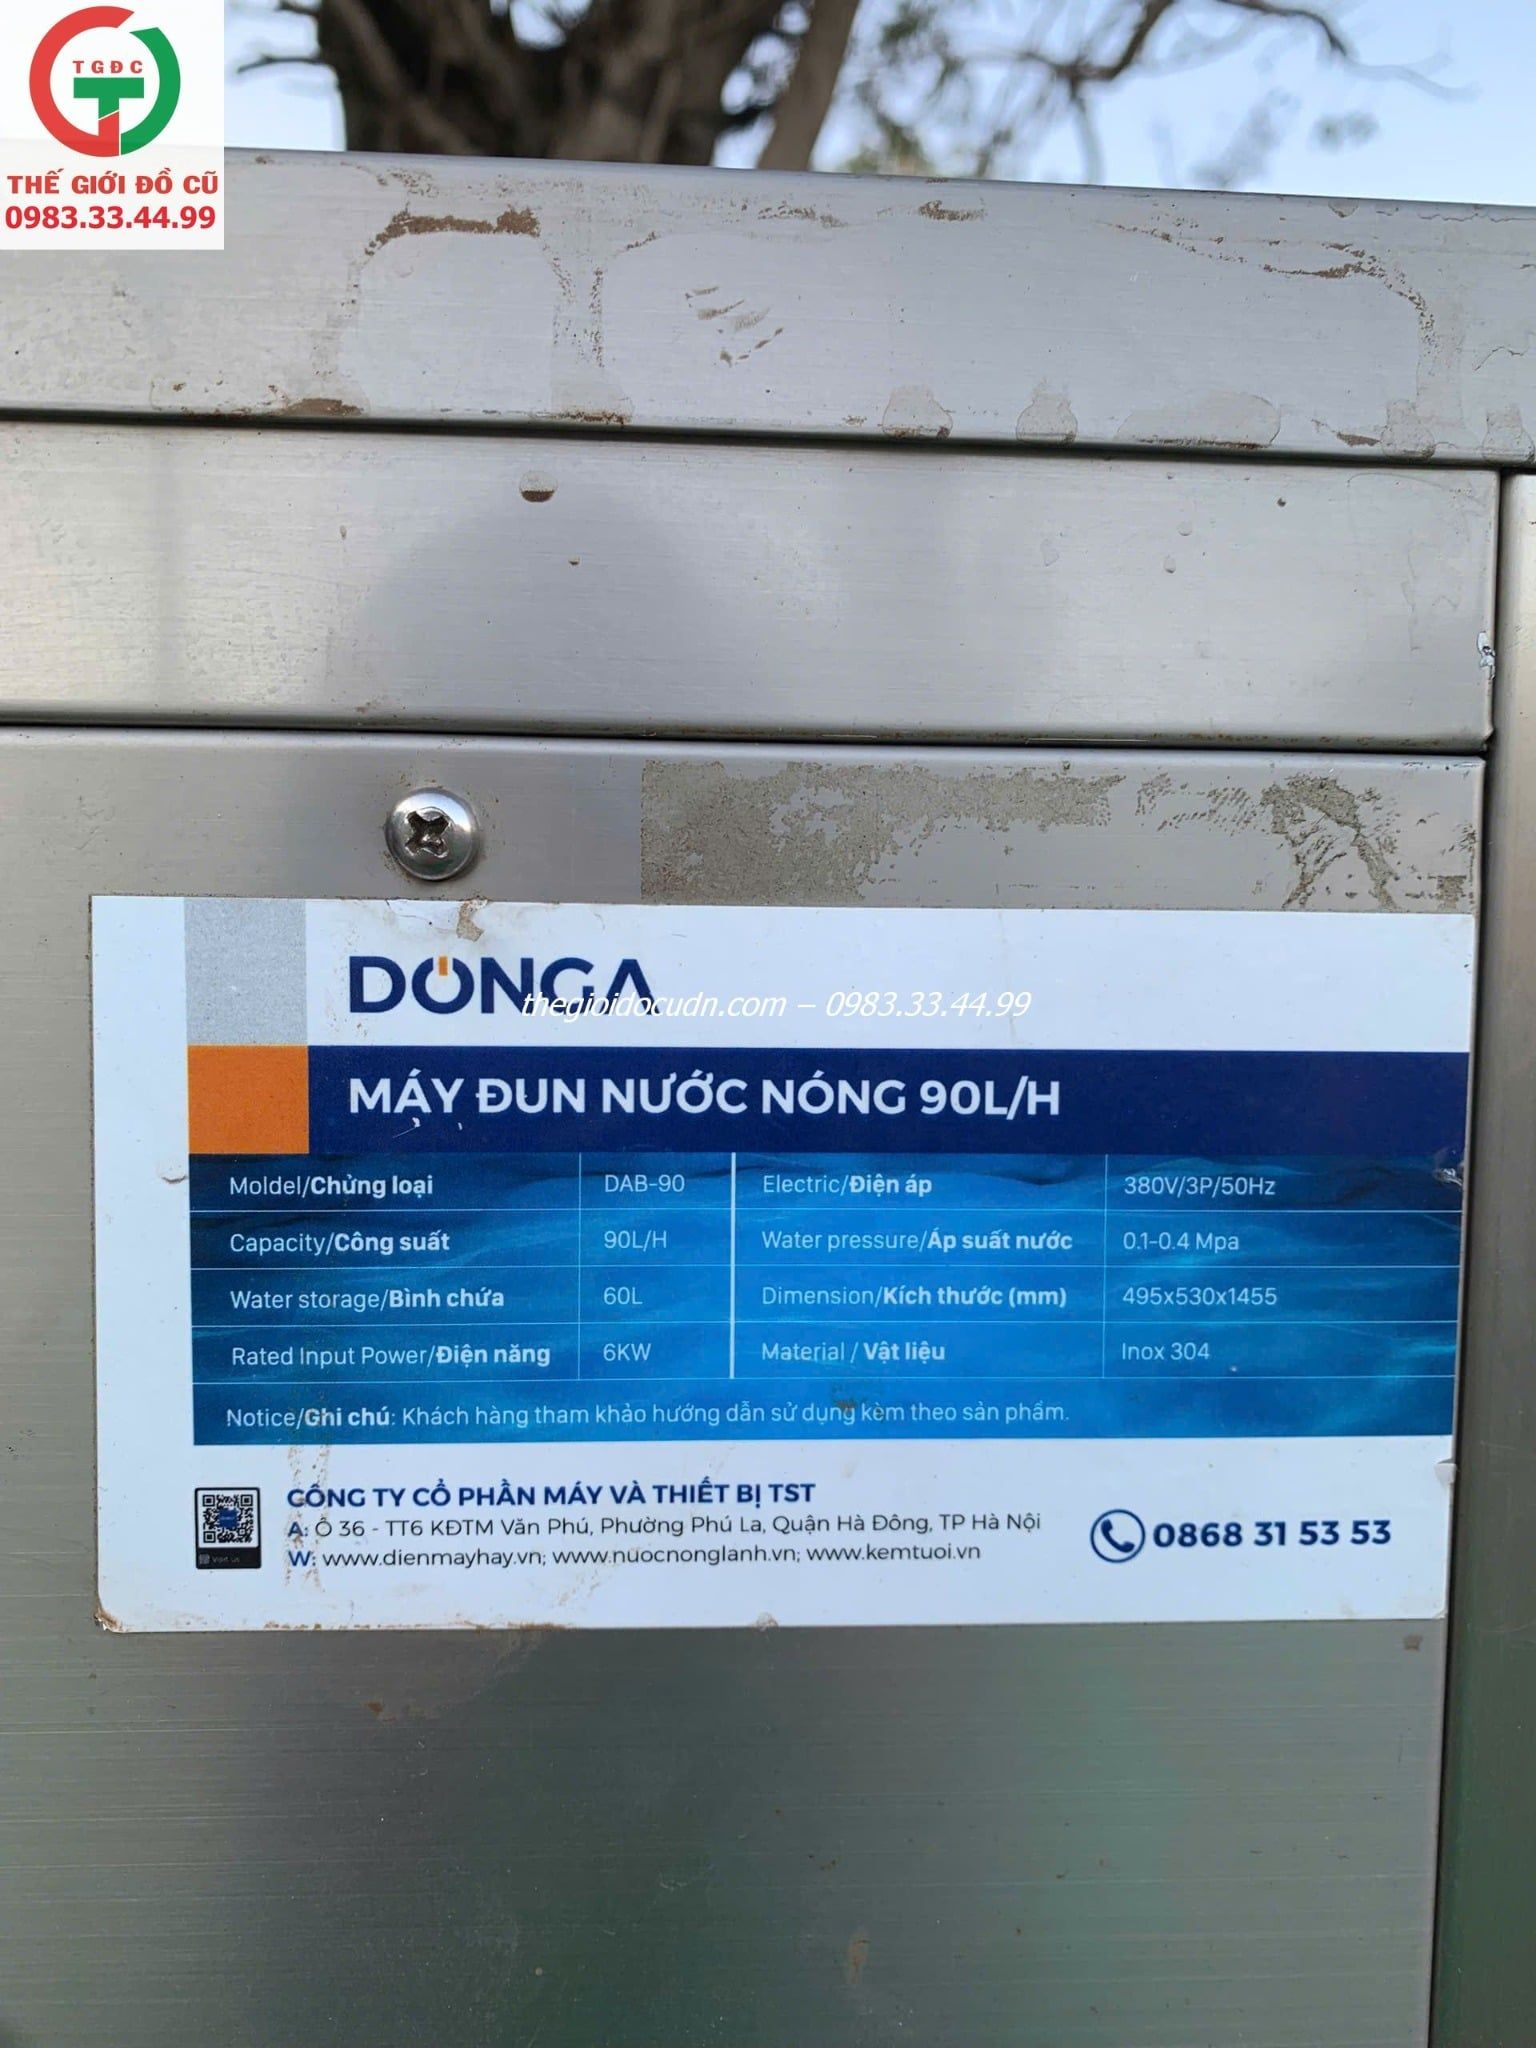 TGĐC
THẾ GIỚI ĐỒ CŨ
0983.33.44.99
DONGA
thegioidocudn.com – 0983.33.44.99
MÁY ĐUN NƯỚC NÓNG 90L/H
Moldel/Chủng loại DAB-90 Electric/Điện áp 380V/3P/50Hz
Capacity/Công suất 90L/H Water pressure/Áp suất nước 0.1-0.4 Mpa
Water storage/Bình chứa 60L Dimension/Kích thước (mm) 495x530x1455
Rated Input Power/Điện năng 6KW Material / Vật liệu Inox 304
Notice/Ghi chú: Khách hàng tham khảo hướng dẫn sử dụng kèm theo sản phẩm.
CÔNG TY CỔ PHẦN MÁY VÀ THIẾT BỊ TST
A: Ô 36 - TT6 KĐTM Văn Phú, Phường Phú La, Quận Hà Đông, TP Hà Nội
W: www.dienmayhay.vn; www.nuocnonglanh.vn; www.kemtuoi.vn
Visit us
0868 31 53 53